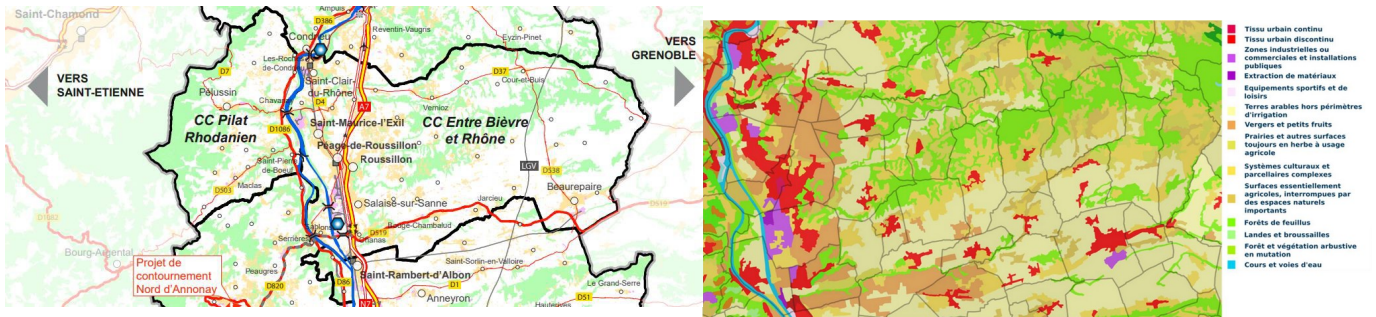 Saint-Chamond
Ampuis
D386
Reventin-Vaugris
Eyzin-Pinet
VERS
GRENOBLE
Condrieu
Les-Roches-
de-Condrieu
VERS
SAINT-ETIENNE
D7
D37
Cour-et-Buis
Saint-Clair-
du-Rhône
Pélussin
Chavanay
D4
A7
Vernioz
CC Pilat
Rhodanien
Saint-Maurice-l'Exil
CC Entre Bièvre
et Rhône
D1086
Péage-de-Roussillon
Roussillon
Saint-Pierre-
de-Boeuf
LGV
D538
Maclas
Beaurepaire
D503
Jarcieu
Salaise-sur-Sanne
D1082
D519
Sablons
Bouge-Chambalud
D519
Chanas
Bourg-Argental
Serrières
Saint-Sorlin-en-Valloire
Projet de
contournement
Nord d'Annonay
Peaugres
Saint-Rambert-d'Albon
Le Grand-Serre
D820
D86
D1
Anneyron
Hauterives
D51
N7
Tissu urbain continu
Tissu urbain discontinu
Zones industrielles ou
commerciales et installations
publiques
Extraction de matériaux
Equipements sportifs et de
loisirs
Terres arables hors périmètres
d'irrigation
Vergers et petits fruits
Prairies et autres surfaces
toujours en herbe à usage
agricole
Systèmes culturaux et
parcellaires complexes
Surfaces essentiellement
agricoles, interrompues par
des espaces naturels
importants
Forêts de feuillus
Landes et broussailles
Forêt et végétation arbustive
en mutation
Cours et voies d'eau